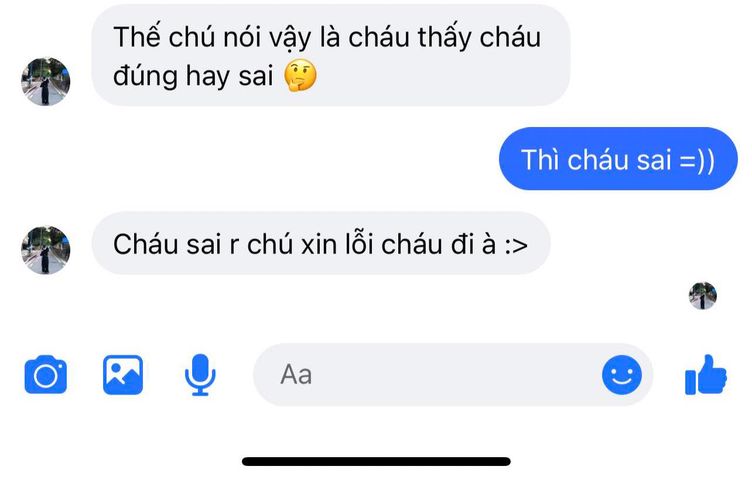 Thế chú nói vậy là cháu thấy cháu
đúng hay sai 🤔
Thì cháu sai =))
Cháu sai r chú xin lỗi cháu đi à :>
Aa